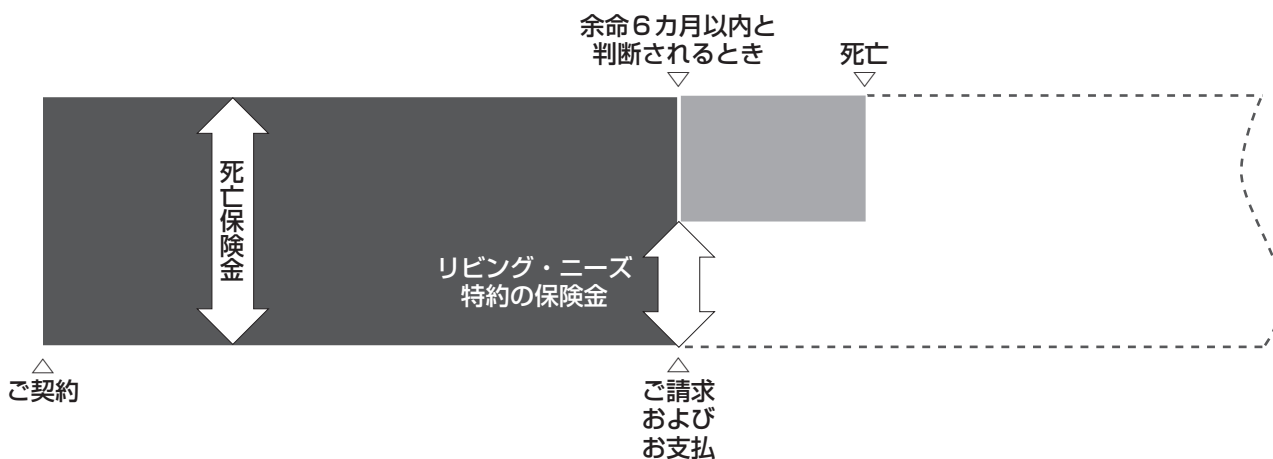 余命6カ月以内と
判断されるとき
死亡
死亡保険金
リビング・ニーズ
特約の保険金
ご契約
ご請求
および
お支払